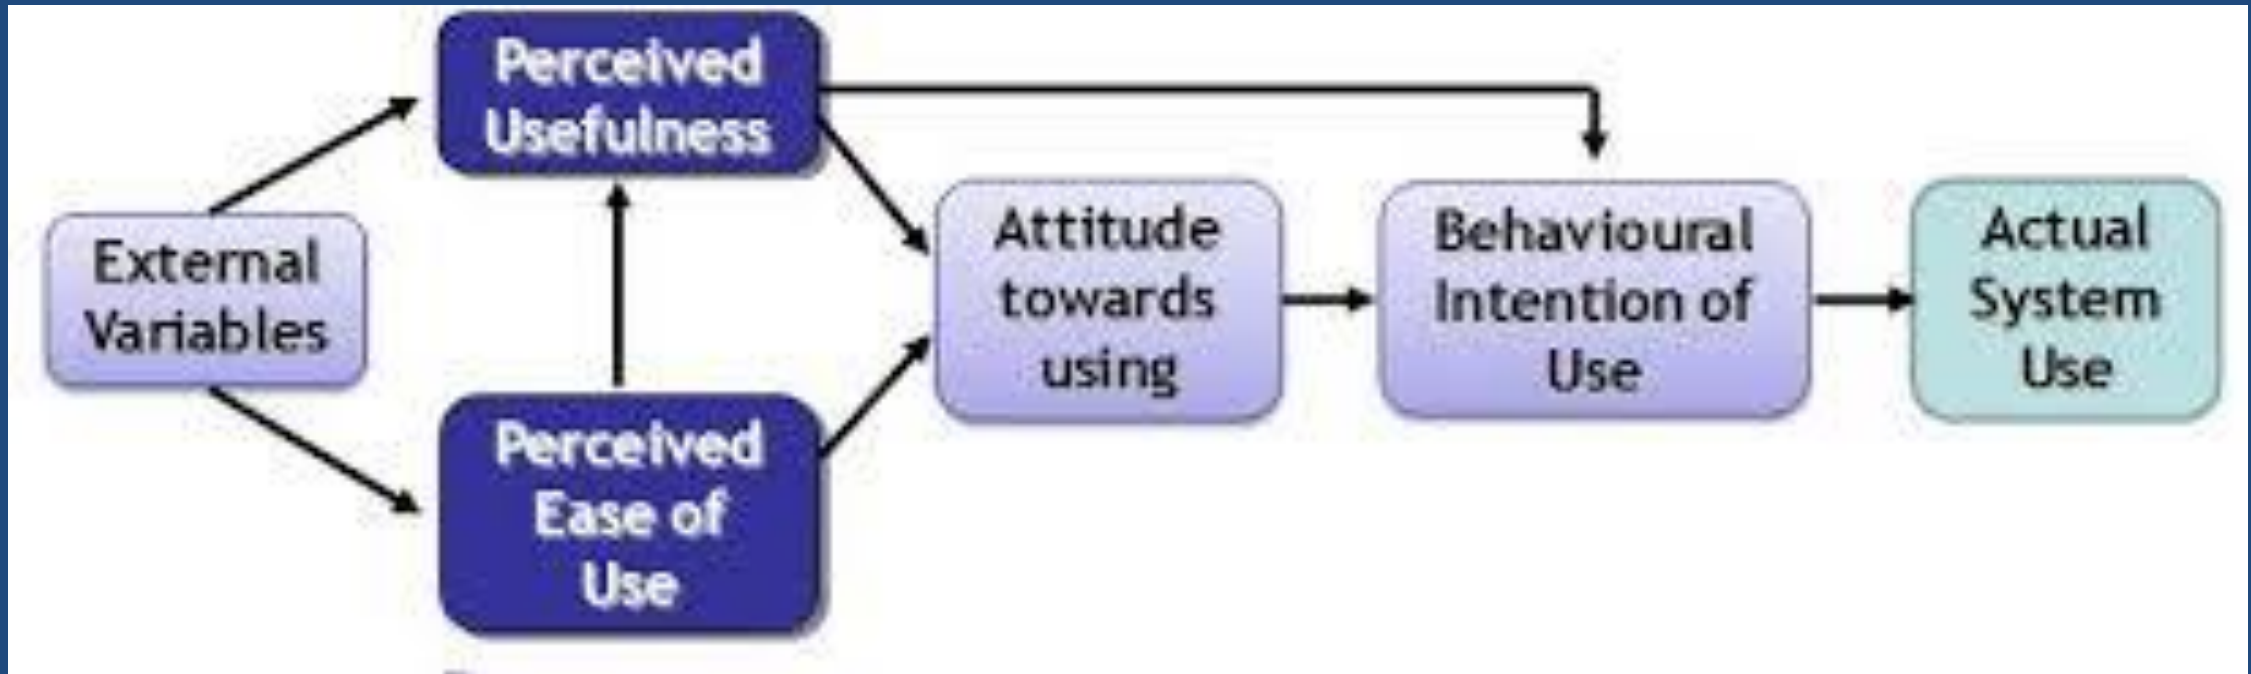 Perceived
Usefulness
External
Variables
Attitude
towards
using
Behavioural
Intention of
Use
Actual
System
Use
Perceived
Ease of
Use